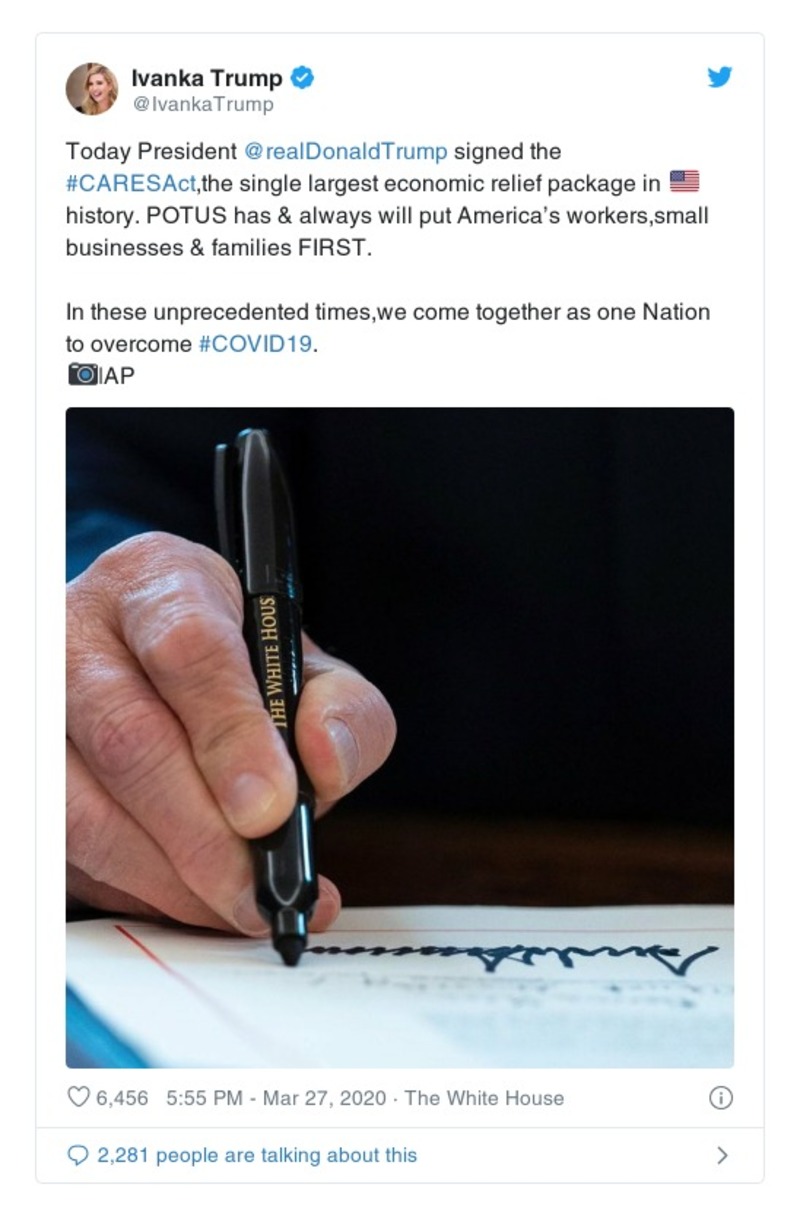 Ivanka Trump
@IvankaTrump
Today President @realDonaldTrump signed the
#CARESAct,the single largest economic relief package in 🇺🇸
history. POTUS has & always will put America's workers,small
businesses & families FIRST.
In these unprecedented times,we come together as one Nation
to overcome #COVID19.
📷|AP
THE WHITE HOUS
6,456 5:55 PM - Mar 27, 2020 · The White House
2,281 people are talking about this